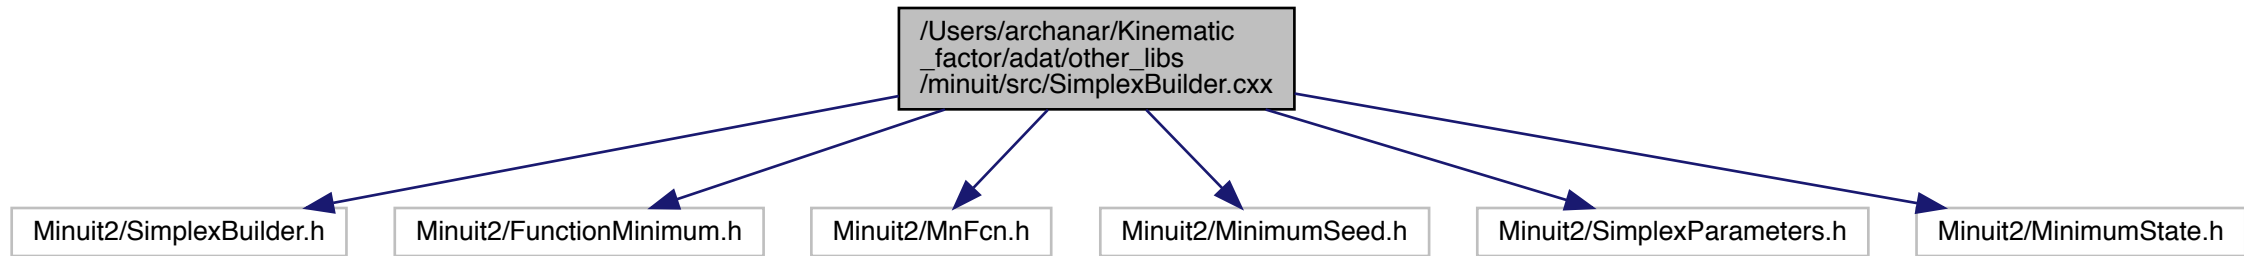 /Users/archanar/Kinematic
_factor/adat/other_libs
/minuit/src/SimplexBuilder.cxx
Minuit2/SimplexBuilder.h
Minuit2/FunctionMinimum.h
Minuit2/MnFcn.h
Minuit2/MinimumSeed.h
Minuit2/SimplexParameters.h
Minuit2/MinimumState.h